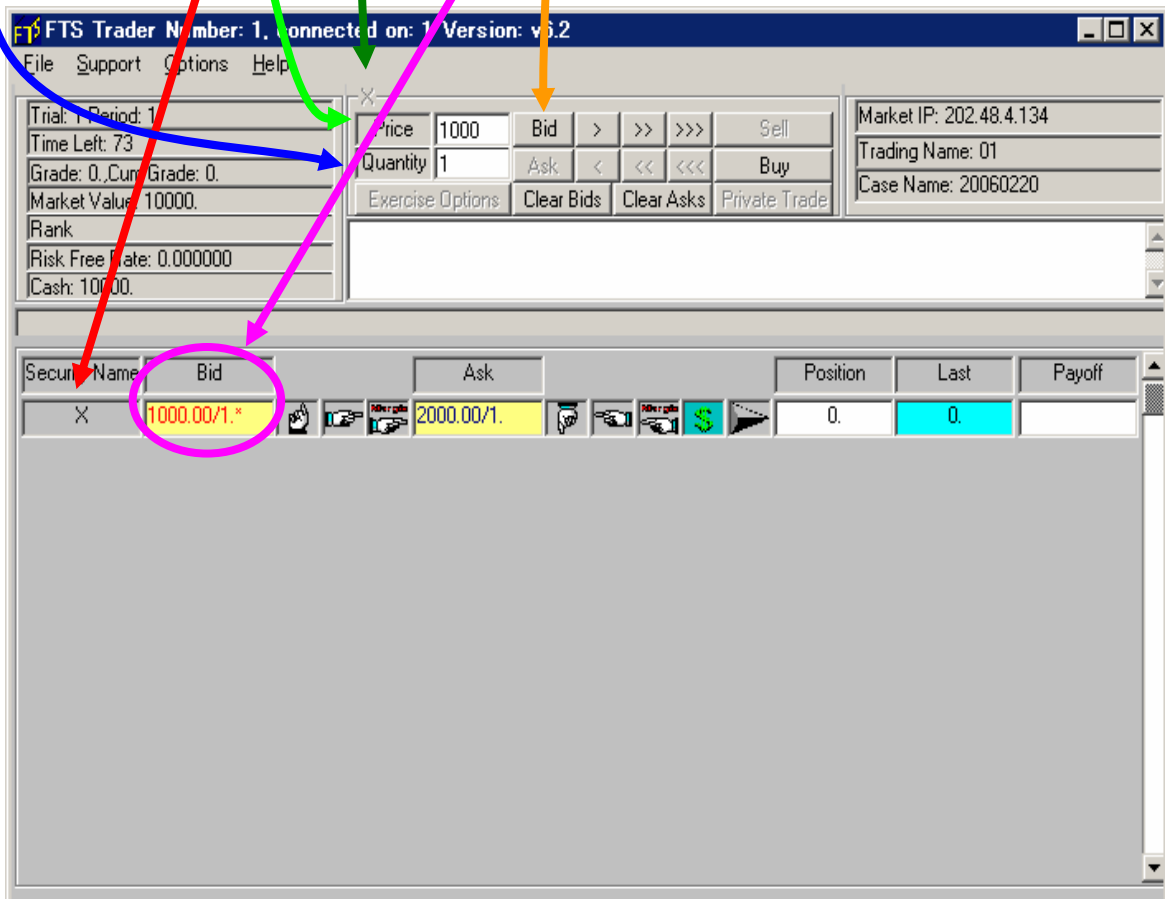 FTS Trader Number: 1, connected on: 1 Version: v6.2
File Support Options Help
Trial: 1 Period: 1
Time Left: 73
Grade: 0.,Cum Grade: 0.
Market Value: 10000.
Rank
Risk Free Rate: 0.000000
Cash: 10000.
X
Price 1000 Bid > >> >>> Sell
Quantity 1 Ask < << <<< Buy
Exercise Options Clear Bids Clear Asks Private Trade
Market IP: 202.48.4.134
Trading Name: 01
Case Name: 20060220
Security Name Bid Ask Position Last Payoff
X 1000.00/1.* Margin 2000.00/1. Margin $ 0. 0.